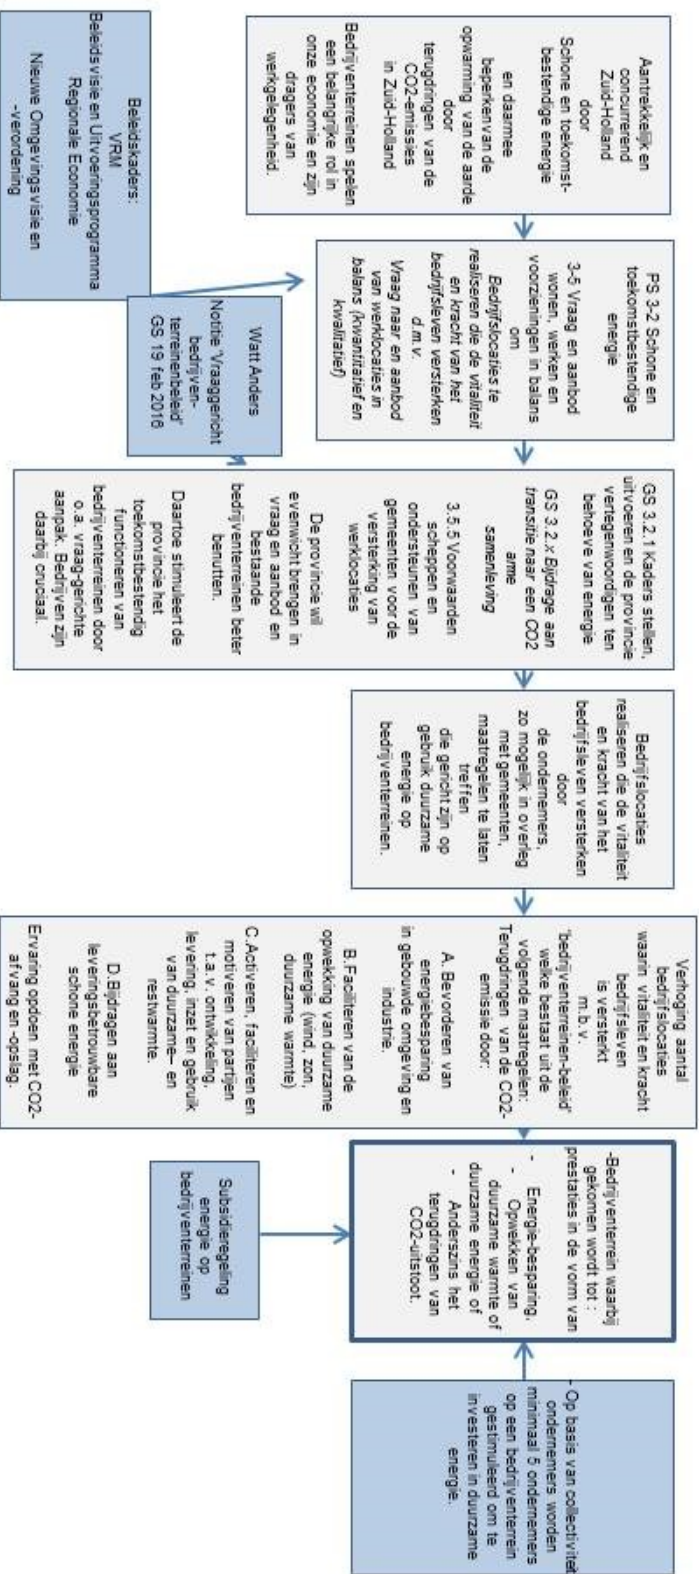 Aantrekkelijk en
concurrerend
Zuid-Holland
door
Schone en toekomst-
bestendige energie
en daarmee
beperkenvan de
opwarming van de aarde
door
terugdringen van de
CO2-emissies
in Zuid-Holland
Bedrijventerreinen spelen
een belangrijke rol in
onze economie en zijn
dragers van
werkgelegenheid.
Beleidskaders:
VRM
Beleidsvisie en Uitvoeringsprogramma
Regionale Economie
Nieuwe Omgevingsvisie en
-verordening
PS 3-2 Schone en
toekomstbestendige
energie
3-5 Vraag en aanbod
wonen, werken en
voorzieningen in balans
om
Bedrijfslocaties te
realiseren die de vitaliteit
en kracht van het
bedrijfsleven versterken
d.m.v.
Vraag naar en aanbod
van werklocaties in
balans (kwantitatief en
kwalitatief)
Watt Anders
Notitie 'Vraaggericht
bedrijven-
terreinenbeleid'
GS 19 feb 2016
GS 3.2.1 Kaders stellen,
uitvoeren en de provincie
vertegenwoordigen ten
behoeve van energie
GS 3.2.x Bijdrage aan
transitie naar een CO2
arme
samenleving
3.5.5 Voorwaarden
scheppen en
ondersteunen van
gemeenten voor de
versterking van
werklocaties
De provincie wil
evenwicht brengen in
vraag en aanbod en
bestaande
bedrijventerreinen beter
benutten.
Daartoe stimuleert de
provincie het
toekomstbestendig
functioneren van
bedrijventerreinen door
o.a. vraag-gerichte
aanpak. Bedrijven zijn
daarbij cruciaal.
Bedrijfslocaties
realiseren die de vitaliteit
en kracht van het
bedrijfsleven versterken
door
de ondernemers,
zo mogelijk in overleg
met gemeenten,
maatregelen te laten
treffen
die gericht zijn op
gebruik duurzame
energie op
bedrijventerreinen.
Verhoging aantal
bedrijfslocaties
waarin vitaliteit en kracht
bedrijfsleven
is versterkt
m.b.v.
'bedrijventerreinen-beleid'
welke bestaat uit de
volgende maatregelen:
Terugdringen van de CO2-
emissie door:
A. Bevorderen van
energiebesparing
in gebouwde omgeving en
industrie.
B. Faciliteren van de
opwekking van duurzame
energie (wind, zon,
duurzame warmte)
C.Activeren, faciliteren en
motiveren van partijen
t.a.v. ontwikkeling,
levering, inzet en gebruik
van duurzame- en
restwarmte.
D.Bijdragen aan
leveringsbetrouwbare
schone energie
Ervaring opdoen met CO2-
afvang en -opslag.
-Bedrijventerrein waarbij
gekomen wordt tot :
prestaties in de vorm van
- Energie-besparing,
- Opwekken van
duurzame warmte of
duurzame energie of
- Anderszins het
terugdringen van
CO2-uitstoot.
Subsidieregeling
energie op
bedrijventerreinen
- Op basis van collectiviteit
ondernemers worden
minimaal 5 ondernemers
op een bedrijventerrein
gestimuleerd om te
investeren in duurzame
energie.